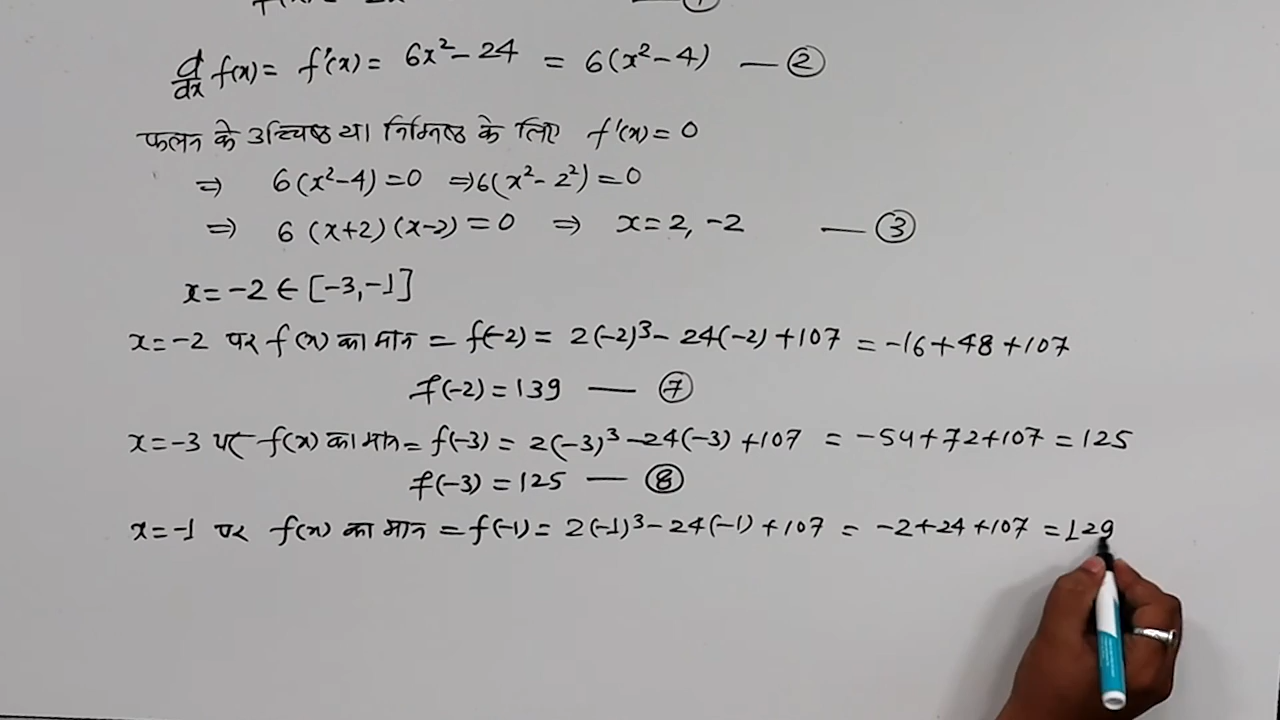 d/dx f(x) = f'(x) = 6x² - 24 = 6(x² - 4) — ②
फलन के उच्चिष्ठ या निम्निष्ठ के लिए f'(x) = 0
⇒ 6(x² - 4) = 0 ⇒ 6(x² - 2²) = 0
⇒ 6 (x+2) (x-2) = 0 ⇒ x = 2, -2 — ③
x = -2 ∈ [-3, -1]
x = -2 पर f(x) का मान = f(-2) = 2(-2)³ - 24(-2) + 107 = -16 + 48 + 107
f(-2) = 139 — ⑦
x = -3 पर f(x) का मान = f(-3) = 2(-3)³ - 24(-3) + 107 = -54 + 72 + 107 = 125
f(-3) = 125 — ⑧
x = -1 पर f(x) का मान = f(-1) = 2(-1)³ - 24(-1) + 107 = -2 + 24 + 107 = 129